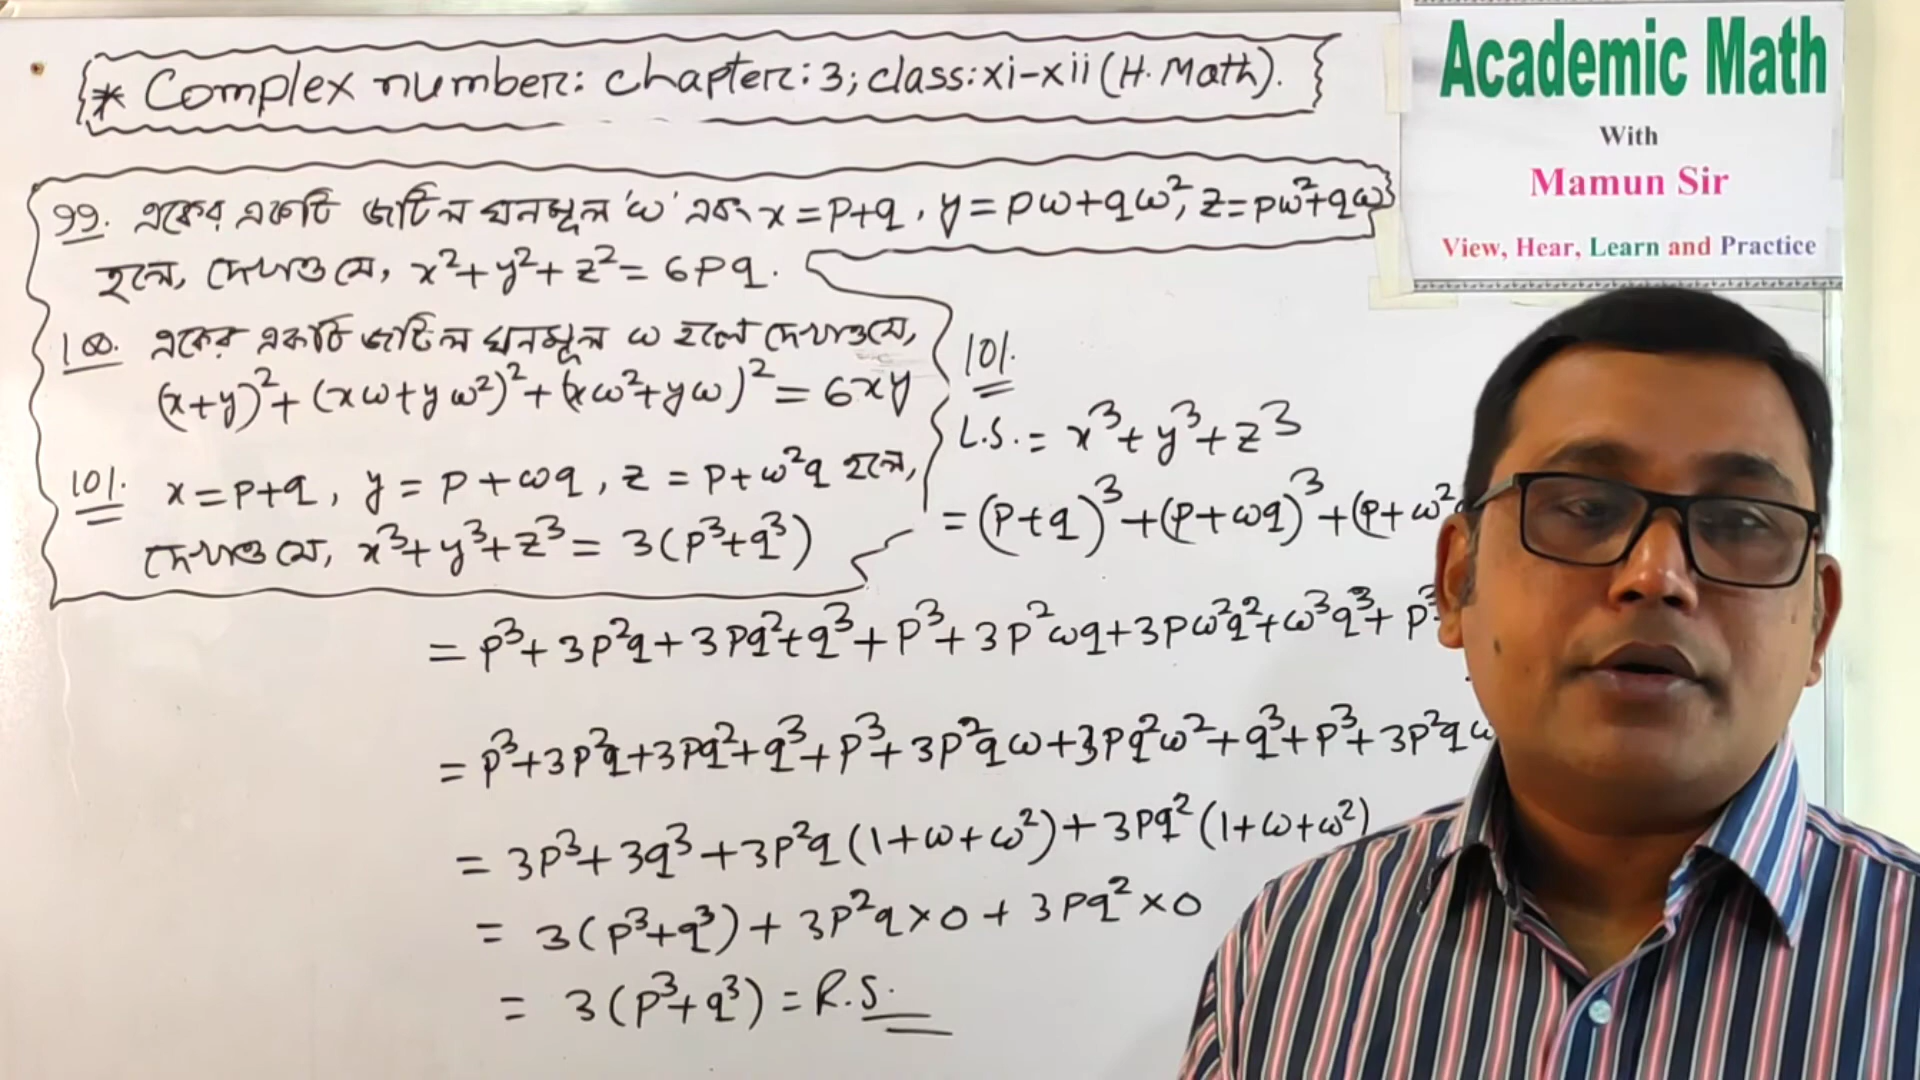 * Complex number: chapter: 3; class: xi-xii (H. Math).
Academic Math
With
Mamun Sir
View, Hear, Learn and Practice
99. একের একটি জটিল ঘনমূল 'ω' এবং x = p+q, y = pω+qω², z = pω²+qω
হলে, দেখাও যে, x²+y²+z² = 6pq.
100. একের একটি জটিল ঘনমূল ω হলে দেখাও যে,
(x+y)²+(xω+yω²)²+(xω²+yω)² = 6xy
101. x = p+q, y = p+ωq, z = p+ω²q হলে,
দেখাও যে, x³+y³+z³ = 3(p³+q³)
101.
L.S. = x³+y³+z³
= (p+q)³+(p+ωq)³+(p+ω²
= p³+3p²q+3pq²+q³+p³+3p²ωq+3pω²q²+ω³q³+p³
= p³+3p²q+3pq²+q³+p³+3p²qω+3pq²ω²+q³+p³+3p²qω
= 3p³+3q³+3p²q(1+ω+ω²)+3pq²(1+ω+ω²)
= 3(p³+q³)+3p²q×0+3pq²×0
= 3(p³+q³) = R.S.